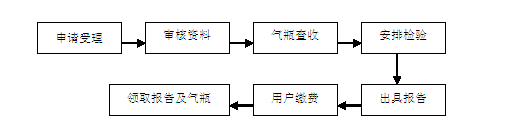 申请受理
审核资料
气瓶查收
安排检验
出具报告
用户缴费
领取报告及气瓶